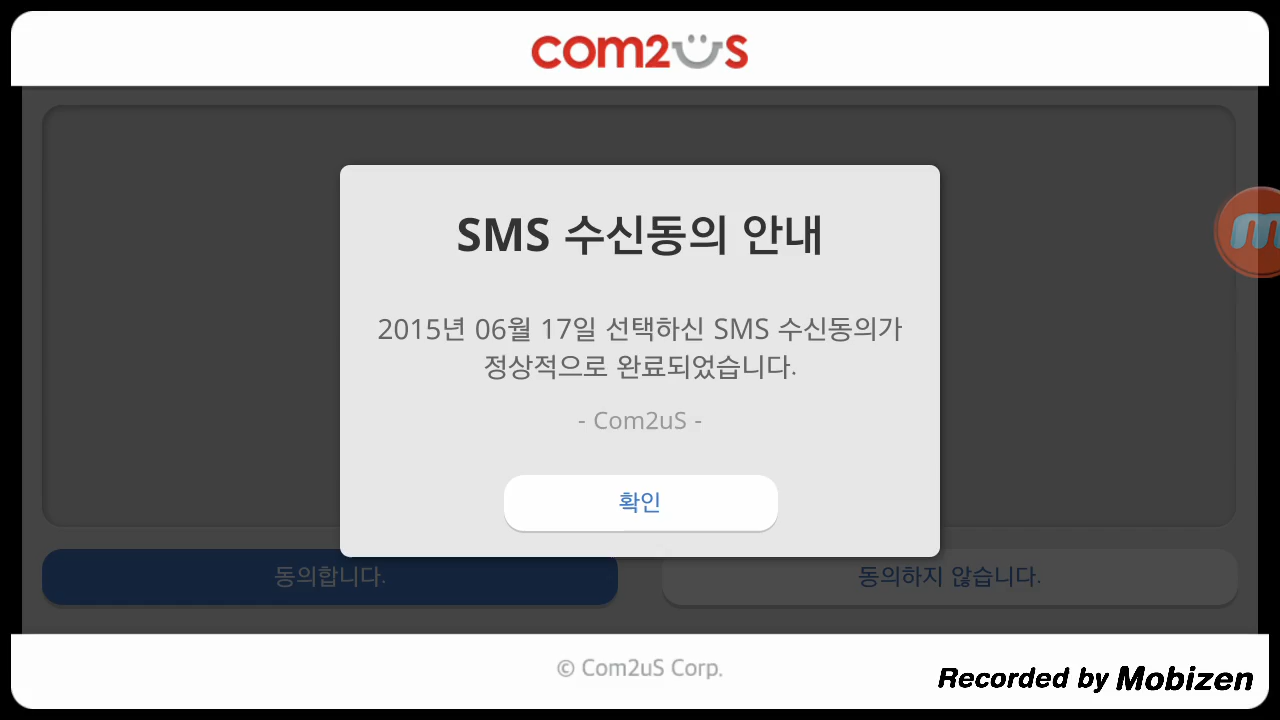 com2us
SMS 수신동의 안내
2015년 06월 17일 선택하신 SMS 수신동의가
정상적으로 완료되었습니다.
- Com2uS -
확인
동의합니다.
동의하지 않습니다.
© Com2uS Corp.
Recorded by Mobizen